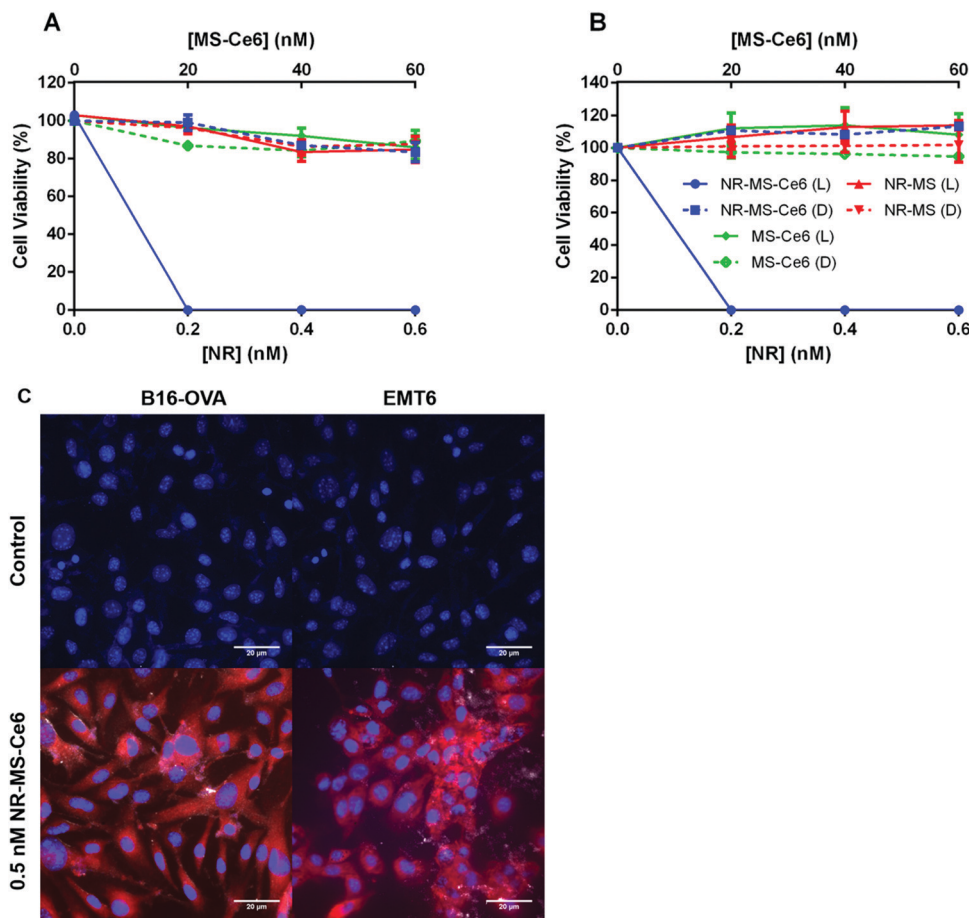 A
[MS-Ce6] (nM)
0 20 40 60
120
100
80
60
40
20
0
Cell Viability (%)
0.0 0.2 0.4 0.6
[NR] (nM)
B
[MS-Ce6] (nM)
0 20 40 60
140
120
100
80
60
40
20
0
Cell Viability (%)
NR-MS-Ce6 (L) NR-MS (L)
NR-MS-Ce6 (D) NR-MS (D)
MS-Ce6 (L)
MS-Ce6 (D)
0.0 0.2 0.4 0.6
[NR] (nM)
C
B16-OVA EMT6
Control
20 µm 20 µm
0.5 nM NR-MS-Ce6
20 µm 20 µm